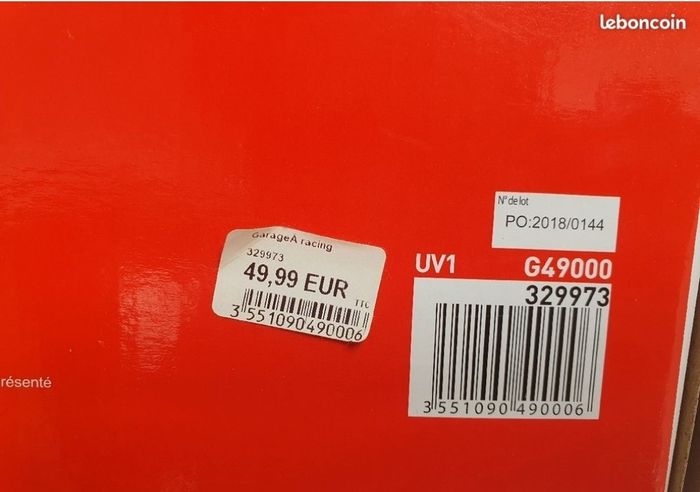 leboncoin
N° de lot
PO:2018/0144
GarageA racing
329973
49,99 EUR
TTC
3 551090 490006
UV1 G49000
329973
3 551090 490006
résenté